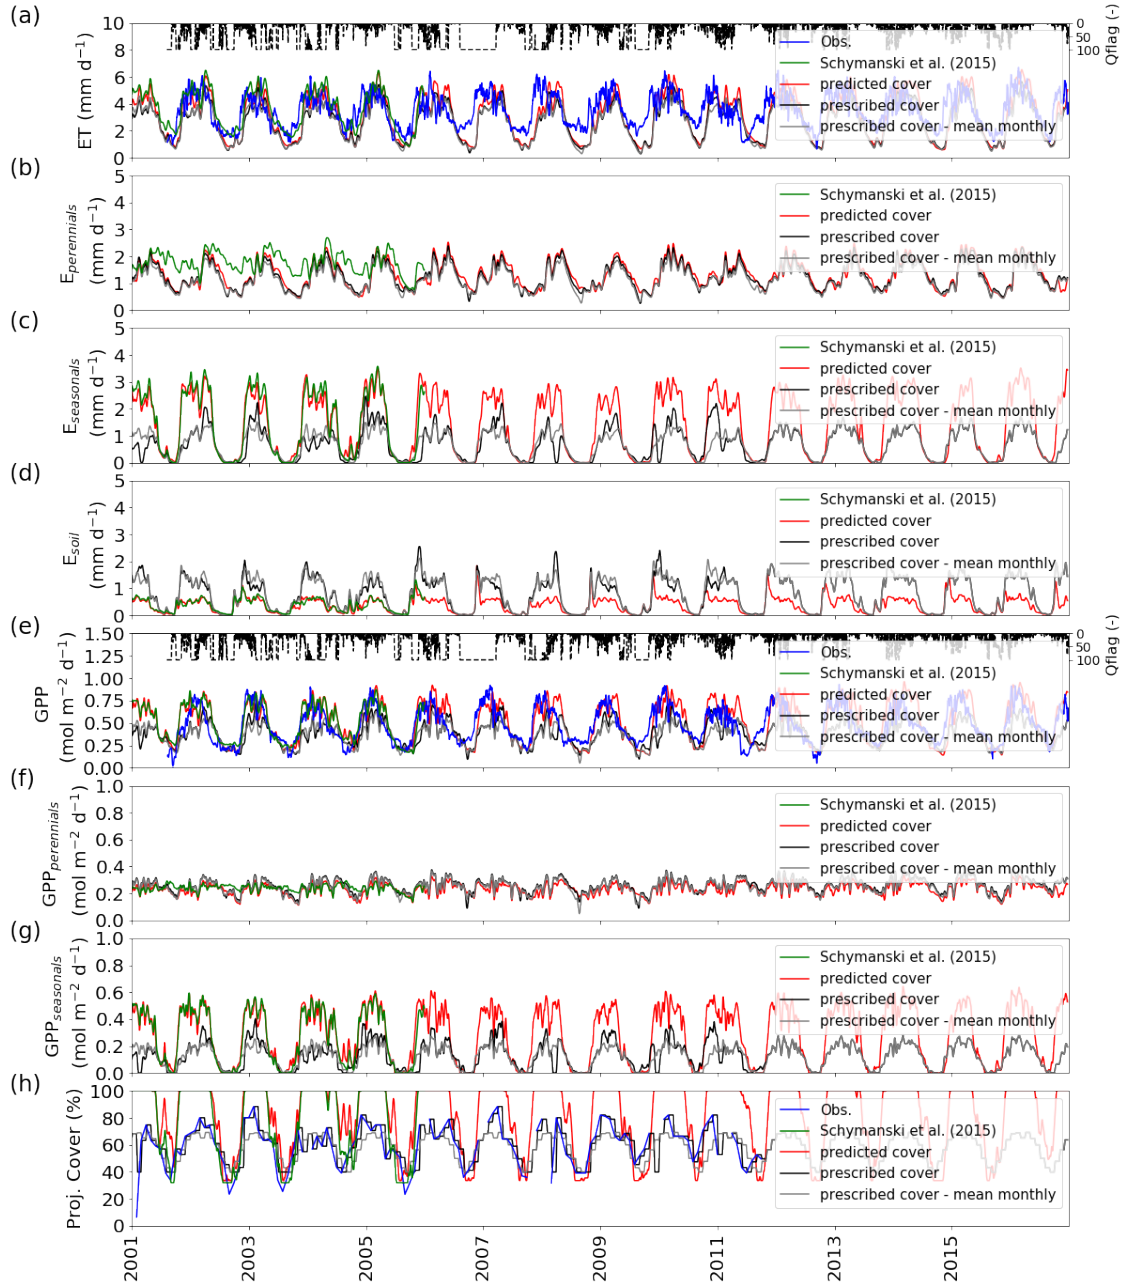 (a)
10
8
6
4
2
0
ET (mm d⁻¹)
0
50
100
Qflag (-)
Obs.
Schymanski et al. (2015)
predicted cover
prescribed cover
prescribed cover - mean monthly
(b)
5
4
3
2
1
0
E_perennials
(mm d⁻¹)
Schymanski et al. (2015)
predicted cover
prescribed cover
prescribed cover - mean monthly
(c)
5
4
3
2
1
0
E_seasonals
(mm d⁻¹)
Schymanski et al. (2015)
predicted cover
prescribed cover
prescribed cover - mean monthly
(d)
5
4
3
2
1
0
E_soil
(mm d⁻¹)
Schymanski et al. (2015)
predicted cover
prescribed cover
prescribed cover - mean monthly
(e)
1.50
1.25
1.00
0.75
0.50
0.25
0.00
GPP
(mol m⁻² d⁻¹)
0
50
100
Qflag (-)
Obs.
Schymanski et al. (2015)
predicted cover
prescribed cover
prescribed cover - mean monthly
(f)
1.0
0.8
0.6
0.4
0.2
0.0
GPP_perennials
(mol m⁻² d⁻¹)
Schymanski et al. (2015)
predicted cover
prescribed cover
prescribed cover - mean monthly
(g)
1.0
0.8
0.6
0.4
0.2
0.0
GPP_seasonals
(mol m⁻² d⁻¹)
Schymanski et al. (2015)
predicted cover
prescribed cover
prescribed cover - mean monthly
(h)
100
80
60
40
20
0
Proj. Cover (%)
Obs.
Schymanski et al. (2015)
predicted cover
prescribed cover
prescribed cover - mean monthly
2001
2003
2005
2007
2009
2011
2013
2015